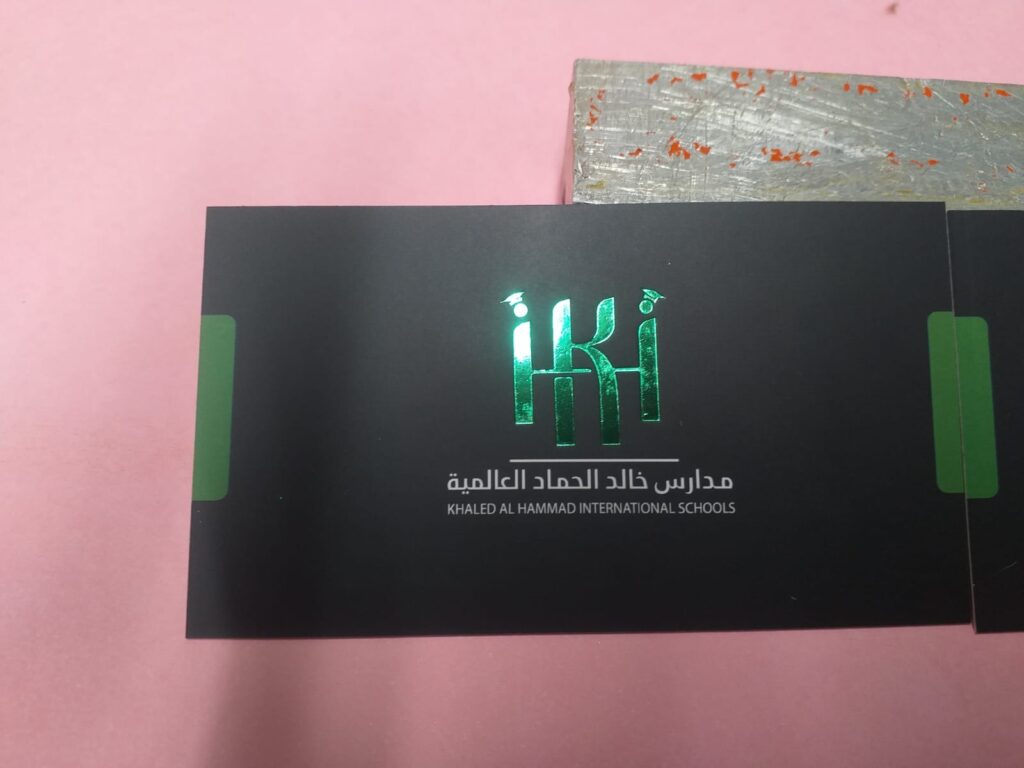 مدارس خالد الحماد العالمية
KHALED AL HAMMAD INTERNATIONAL SCHOOLS